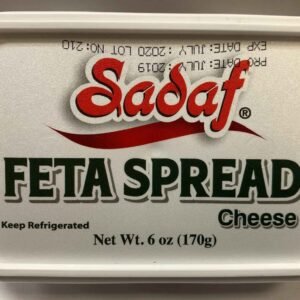 PRO DATE: JULY / 2019
EXP DATE: JULY / 2020 LOT NO: 210
Sadaf®
FETA SPREAD
Cheese
Keep Refrigerated
Net Wt. 6 oz (170g)